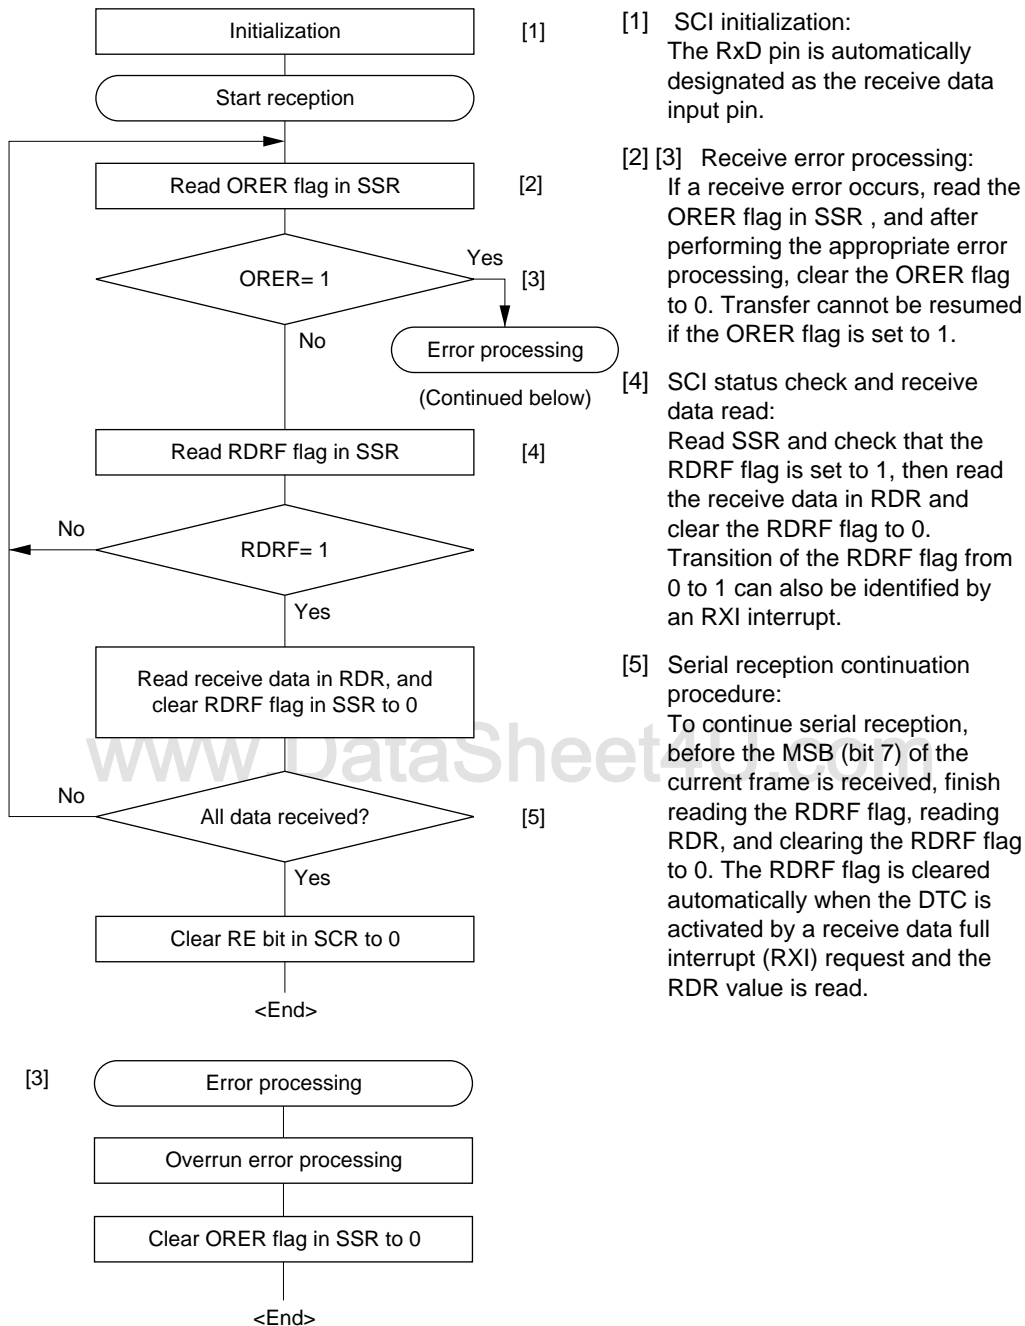 Initialization
[1]
Start reception
Read ORER flag in SSR
[2]
ORER= 1
Yes
[3]
No
Error processing
(Continued below)
Read RDRF flag in SSR
[4]
No
RDRF= 1
Yes
Read receive data in RDR, and
clear RDRF flag in SSR to 0
No
All data received?
[5]
Yes
Clear RE bit in SCR to 0
<End>
[3]
Error processing
Overrun error processing
Clear ORER flag in SSR to 0
<End>
[1] SCI initialization:
The RxD pin is automatically
designated as the receive data
input pin.
[2] [3] Receive error processing:
If a receive error occurs, read the
ORER flag in SSR , and after
performing the appropriate error
processing, clear the ORER flag
to 0. Transfer cannot be resumed
if the ORER flag is set to 1.
[4] SCI status check and receive
data read:
Read SSR and check that the
RDRF flag is set to 1, then read
the receive data in RDR and
clear the RDRF flag to 0.
Transition of the RDRF flag from
0 to 1 can also be identified by
an RXI interrupt.
[5] Serial reception continuation
procedure:
To continue serial reception,
before the MSB (bit 7) of the
current frame is received, finish
reading the RDRF flag, reading
RDR, and clearing the RDRF flag
to 0. The RDRF flag is cleared
automatically when the DTC is
activated by a receive data full
interrupt (RXI) request and the
RDR value is read.
www.DataSheet4U.com